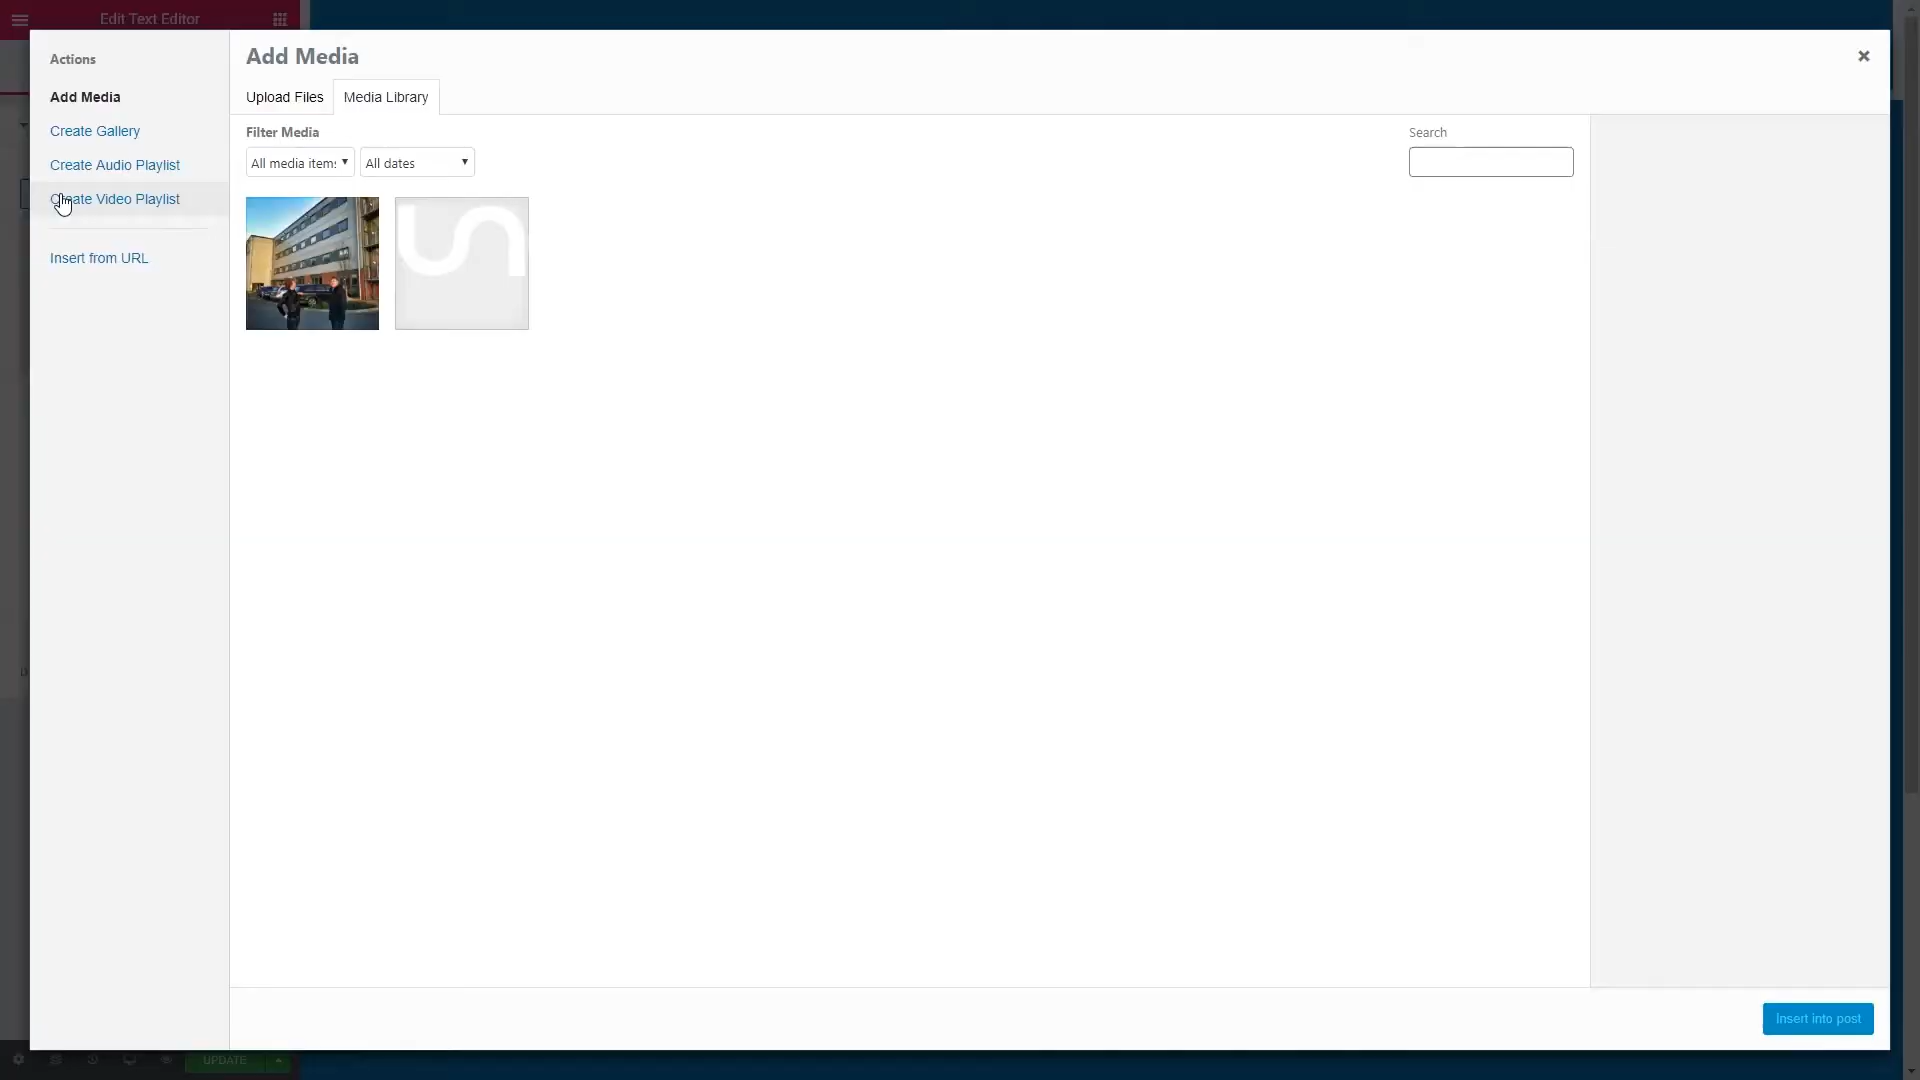 Edit Text Editor
Actions
Add Media
Create Gallery
Create Audio Playlist
Create Video Playlist
Insert from URL
Add Media
Upload Files
Media Library
Filter Media
All media item:
All dates
Search
Insert into post
UPDATE